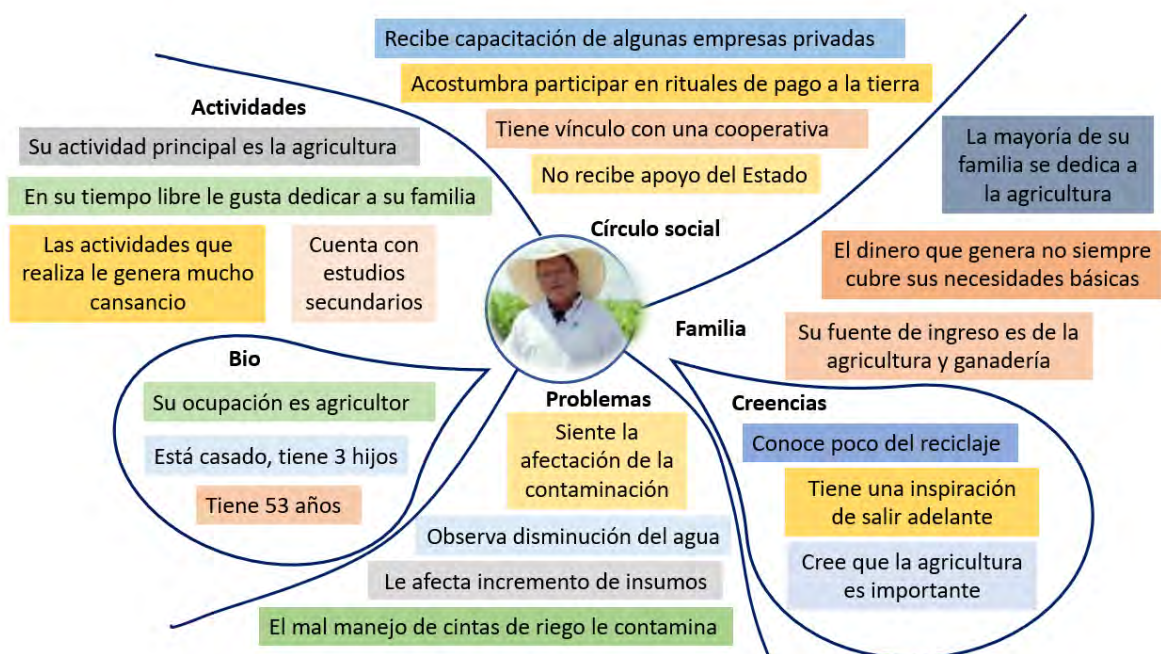 Recibe capacitación de algunas empresas privadas
Acostumbra participar en rituales de pago a la tierra
Tiene vínculo con una cooperativa
No recibe apoyo del Estado
Círculo social
Actividades
Su actividad principal es la agricultura
En su tiempo libre le gusta dedicar a su familia
Las actividades que
realiza le genera mucho
cansancio
Cuenta con
estudios
secundarios
La mayoría de su
familia se dedica a
la agricultura
El dinero que genera no siempre
cubre sus necesidades básicas
Familia
Su fuente de ingreso es de la
agricultura y ganadería
Bio
Su ocupación es agricultor
Está casado, tiene 3 hijos
Tiene 53 años
Problemas
Siente la
afectación de la
contaminación
Observa disminución del agua
Le afecta incremento de insumos
El mal manejo de cintas de riego le contamina
Creencias
Conoce poco del reciclaje
Tiene una inspiración
de salir adelante
Cree que la agricultura
es importante